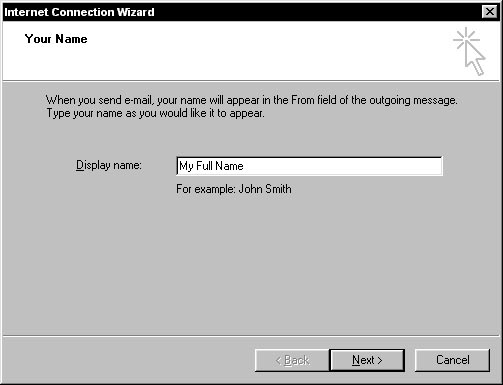 Internet Connection Wizard
Your Name
When you send e-mail, your name will appear in the From field of the outgoing message.
Type your name as you would like it to appear.
Display name: My Full Name
For example: John Smith
< Back Next > Cancel